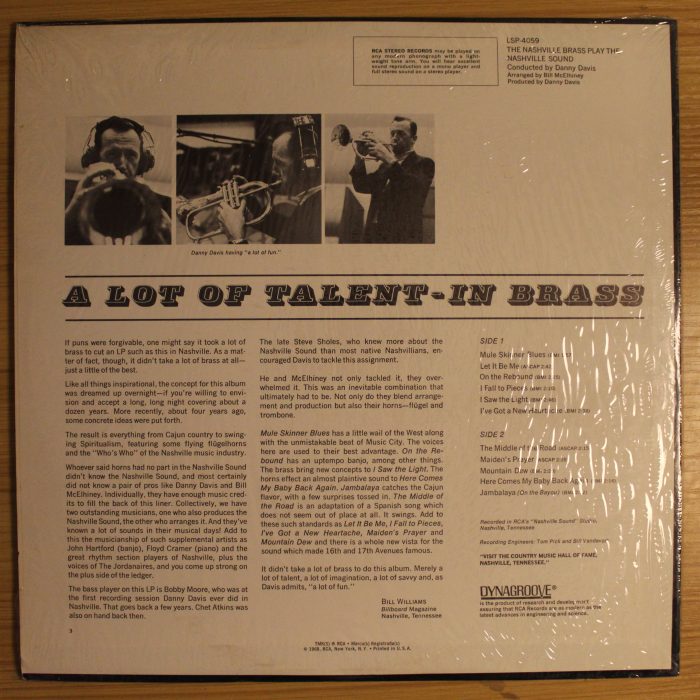 RCA STEREO RECORDS may be played on
any modern phonograph with a light-
weight tone arm. You will hear excellent
sound reproduction on a mono player and
full stereo sound on a stereo player.
LSP-4059
THE NASHVILLE BRASS PLAY THE
NASHVILLE SOUND
Conducted by Danny Davis
Arranged by Bill McElhiney
Produced by Danny Davis
Danny Davis having "a lot of fun."
A LOT OF TALENT-IN BRASS
If puns were forgivable, one might say it took a lot of
brass to cut an LP such as this in Nashville. As a mat-
ter of fact, though, it didn't take a lot of brass at all—
just a little of the best.
Like all things inspirational, the concept for this album
was dreamed up overnight—if you're willing to envi-
sion and accept a long, long night covering about a
dozen years. More recently, about four years ago,
some concrete ideas were put forth.
The result is everything from Cajun country to swing-
ing Spiritualism, featuring some flying flügelhorns
and the "Who's Who" of the Nashville music industry.
Whoever said horns had no part in the Nashville Sound
didn't know the Nashville Sound, and most certainly
did not know a pair of pros like Danny Davis and Bill
McElhiney. Individually, they have enough music cred-
its to fill the back of this liner. Collectively, we have
two outstanding musicians, one who also produces the
Nashville Sound, the other who arranges it. And they've
known a lot of sounds in their musical days! Add to
this the musicianship of such supplemental artists as
John Hartford (banjo), Floyd Cramer (piano) and the
great rhythm section players of Nashville, plus the
voices of The Jordanaires, and you come up strong on
the plus side of the ledger.
The bass player on this LP is Bobby Moore, who was at
the first recording session Danny Davis ever did in
Nashville. That goes back a few years. Chet Atkins was
also on hand back then.
3
The late Steve Sholes, who knew more about the
Nashville Sound than most native Nashvillians, en-
couraged Davis to tackle this assignment.
He and McElhiney not only tackled it, they over-
whelmed it. This was an inevitable combination that
ultimately had to be. Not only do they blend arrange-
ment and production but also their horns—flügel and
trombone.
Mule Skinner Blues has a little wail of the West along
with the unmistakable beat of Music City. The voices
here are used to their best advantage. On the Re-
bound has an uptempo banjo, among other things.
The brass bring new concepts to I Saw the Light. The
horns effect an almost plaintive sound to Here Comes
My Baby Back Again. Jambalaya catches the Cajun
flavor, with a few surprises tossed in. The Middle of
the Road is an adaptation of a Spanish song which
does not seem out of place at all. It swings. Add to
these such standards as Let It Be Me, I Fall to Pieces,
I've Got a New Heartache, Maiden's Prayer and
Mountain Dew and there is a whole new vista for the
sound which made 16th and 17th Avenues famous.
It didn't take a lot of brass to do this album. Merely a
lot of talent, a lot of imagination, a lot of savvy and, as
Davis admits, "a lot of fun."
BILL WILLIAMS
Billboard Magazine
Nashville, Tennessee
SIDE 1
Mule Skinner Blues (BMI
Let It Be Me (ASCAP
On the Rebound (BMI
I Fall to Pieces (BMI
I Saw the Light (BMI
I've Got a New Heartache (BMI
SIDE 2
The Middle of the Road (ASCAP
Maiden's Prayer
Mountain Dew
Here Comes My Baby Back Again
Jambalaya (On the Bayou)
Recorded in RCA's "Nashville Sound" Studio,
Nashville, Tennessee
Recording Engineers: Tom Pick and Bill Vandevort
"VISIT THE COUNTRY MUSIC HALL OF FAME,
NASHVILLE, TENNESSEE."
DYNAGROOVE
is the product of research and development
assuring that RCA Records are as modern as the
latest advances in engineering and science.
TMK(S) ® RCA • Marca(s) Registrada(s)
© 1968, RCA, New York, N. Y. • Printed in U.S.A.